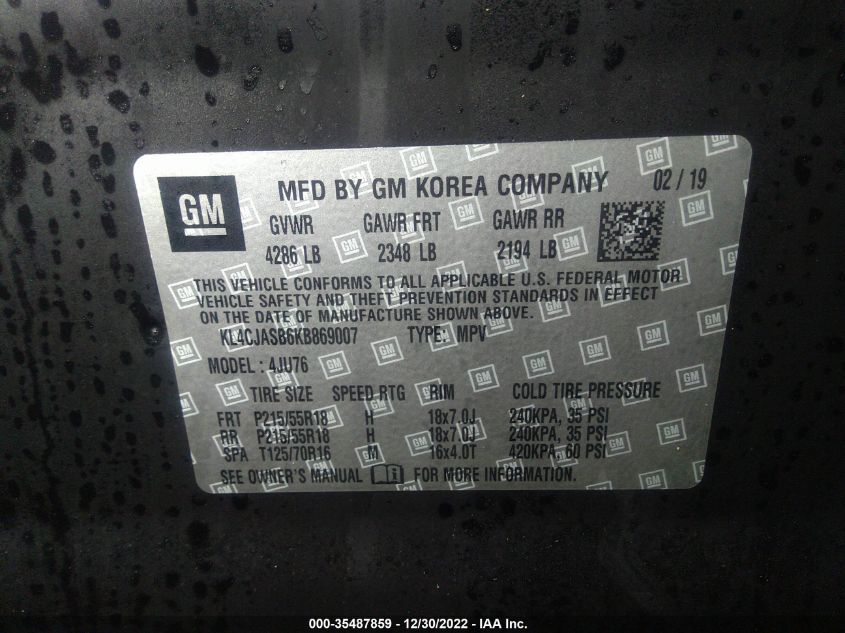 GM MFD BY GM KOREA COMPANY 02 / 19
GVWR GAWR FRT GAWR RR
4286 LB 2348 LB 2194 LB
THIS VEHICLE CONFORMS TO ALL APPLICABLE U.S. FEDERAL MOTOR
VEHICLE SAFETY AND THEFT PREVENTION STANDARDS IN EFFECT
ON THE DATE OF MANUFACTURE SHOWN ABOVE.
KL4CJASB6KB869007 TYPE: MPV
MODEL : 4JU76
TIRE SIZE SPEED RTG RIM COLD TIRE PRESSURE
FRT P215/55R18 H 18x7.0J 240KPA, 35 PSI
RR P215/55R18 H 18x7.0J 240KPA, 35 PSI
SPA T125/70R16 M 16x4.0T 420KPA, 60 PSI
SEE OWNER'S MANUAL FOR MORE INFORMATION.
000-35487859 - 12/30/2022 - IAA Inc.